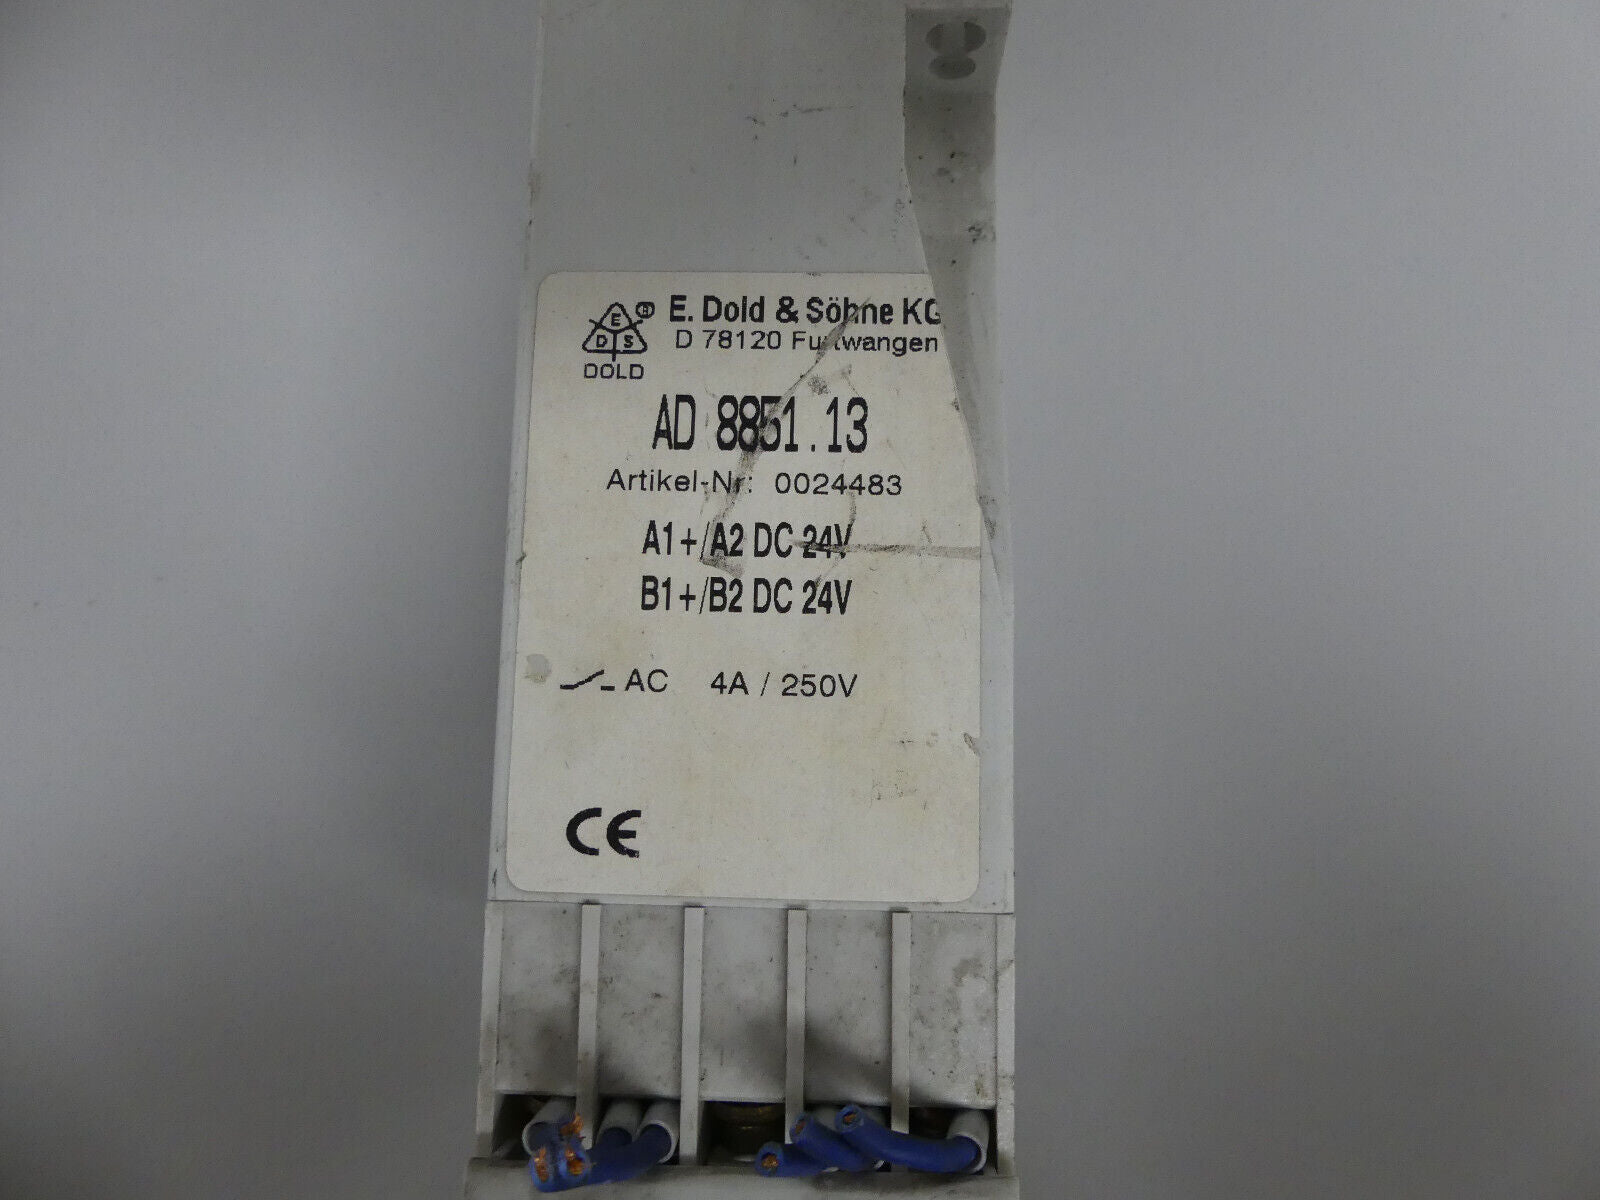 E
D S
®
DOLD
E. Dold & Söhne KG
D 78120 Furtwangen
AD 8851.13
Artikel-Nr: 0024483
A1+/A2 DC 24V
B1+/B2 DC 24V
AC 4A / 250V
CE